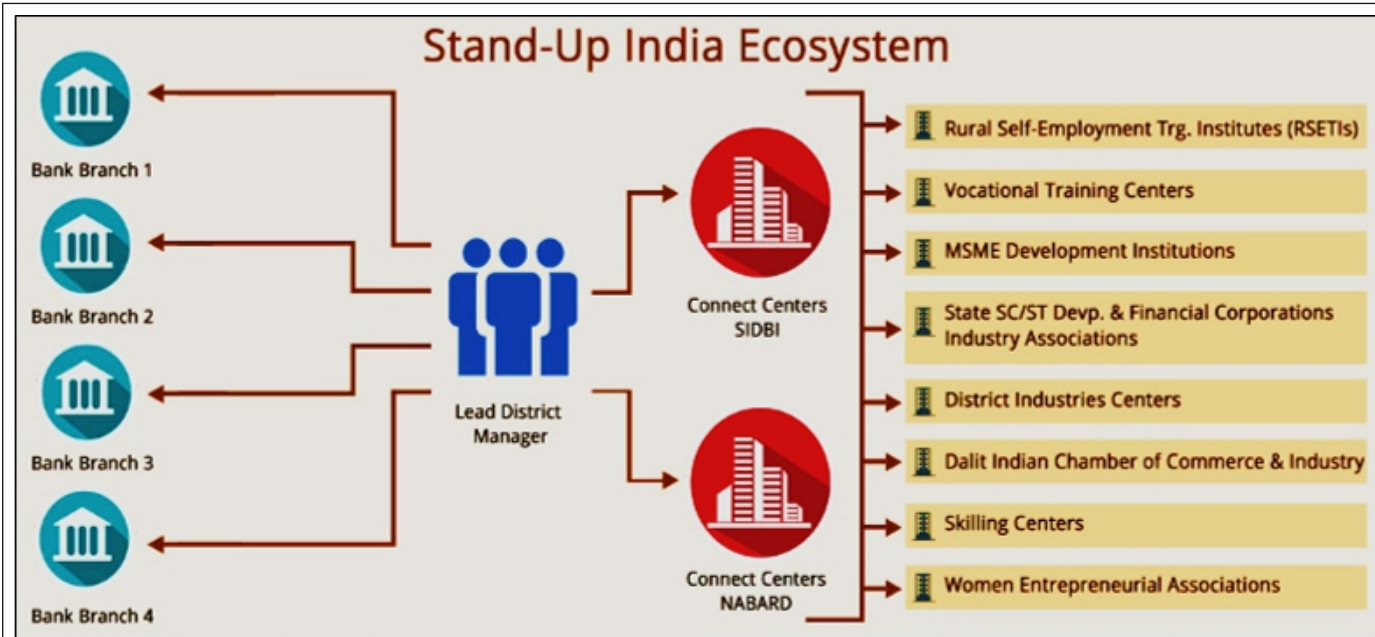 Stand-Up India Ecosystem
Bank Branch 1
Bank Branch 2
Bank Branch 3
Bank Branch 4
Lead District
Manager
Connect Centers
SIDBI
Connect Centers
NABARD
Rural Self-Employment Trg. Institutes (RSETIs)
Vocational Training Centers
MSME Development Institutions
State SC/ST Devp. & Financial Corporations
Industry Associations
District Industries Centers
Dalit Indian Chamber of Commerce & Industry
Skilling Centers
Women Entrepreneurial Associations